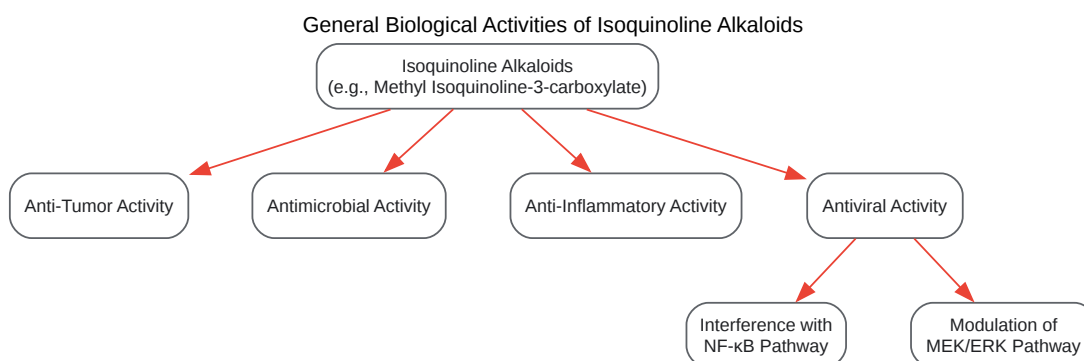 General Biological Activities of Isoquinoline Alkaloids
Isoquinoline Alkaloids
(e.g., Methyl Isoquinoline-3-carboxylate)
Anti-Tumor Activity
Antimicrobial Activity
Anti-Inflammatory Activity
Antiviral Activity
Interference with
NF-κB Pathway
Modulation of
MEK/ERK Pathway